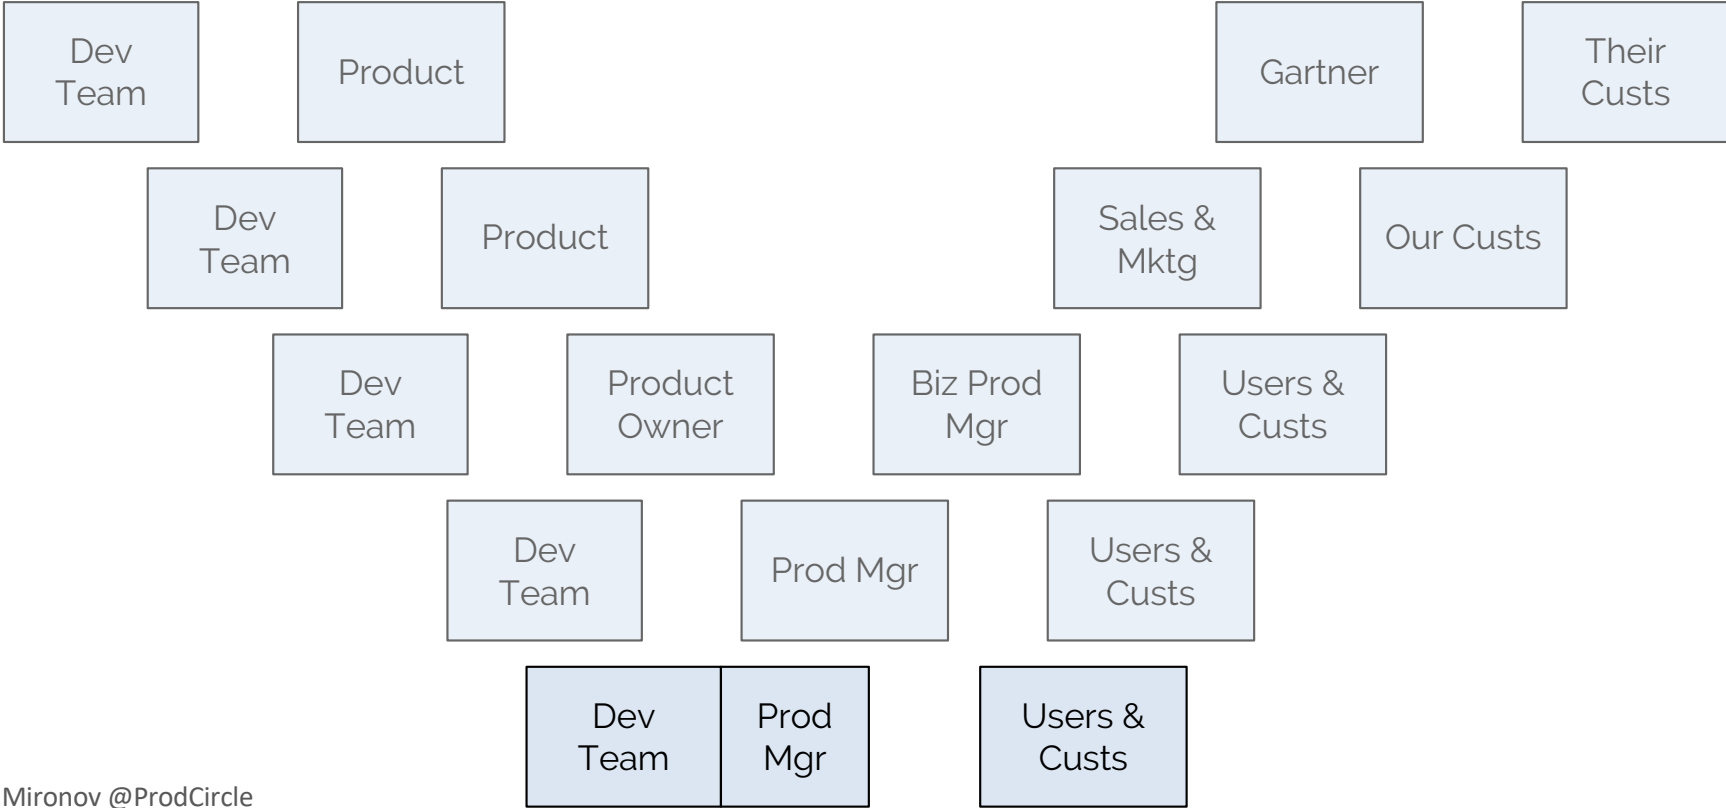 Dev
Team
Product
Gartner
Their
Custs
Dev
Team
Product
Sales &
Mktg
Our Custs
Dev
Team
Product
Owner
Biz Prod
Mgr
Users &
Custs
Dev
Team
Prod Mgr
Users &
Custs
Dev
Team
Prod
Mgr
Users &
Custs
Mironov @ProdCircle